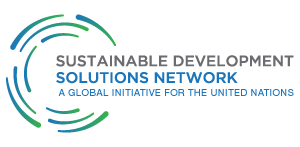 SUSTAINABLE DEVELOPMENT
SOLUTIONS NETWORK
A GLOBAL INITIATIVE FOR THE UNITED NATIONS